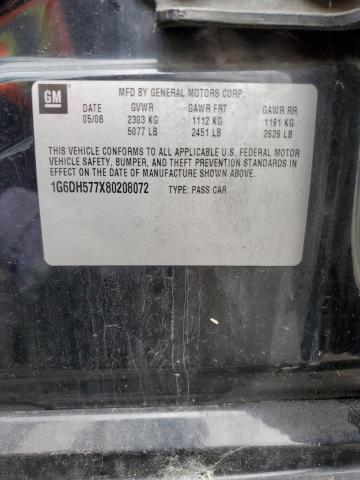 GM
MFD BY GENERAL MOTORS CORP.
DATE GVWR GAWR FRT GAWR RR
05/08 2303 KG 1112 KG 1191 KG
5077 LB 2451 LB 2626 LB
THIS VEHICLE CONFORMS TO ALL APPLICABLE U.S. FEDERAL MOTOR
VEHICLE SAFETY, BUMPER, AND THEFT PREVENTION STANDARDS IN
EFFECT ON THE DATE OF MANUFACTURE SHOWN ABOVE.
1G6DH577X80208072 TYPE: PASS CAR